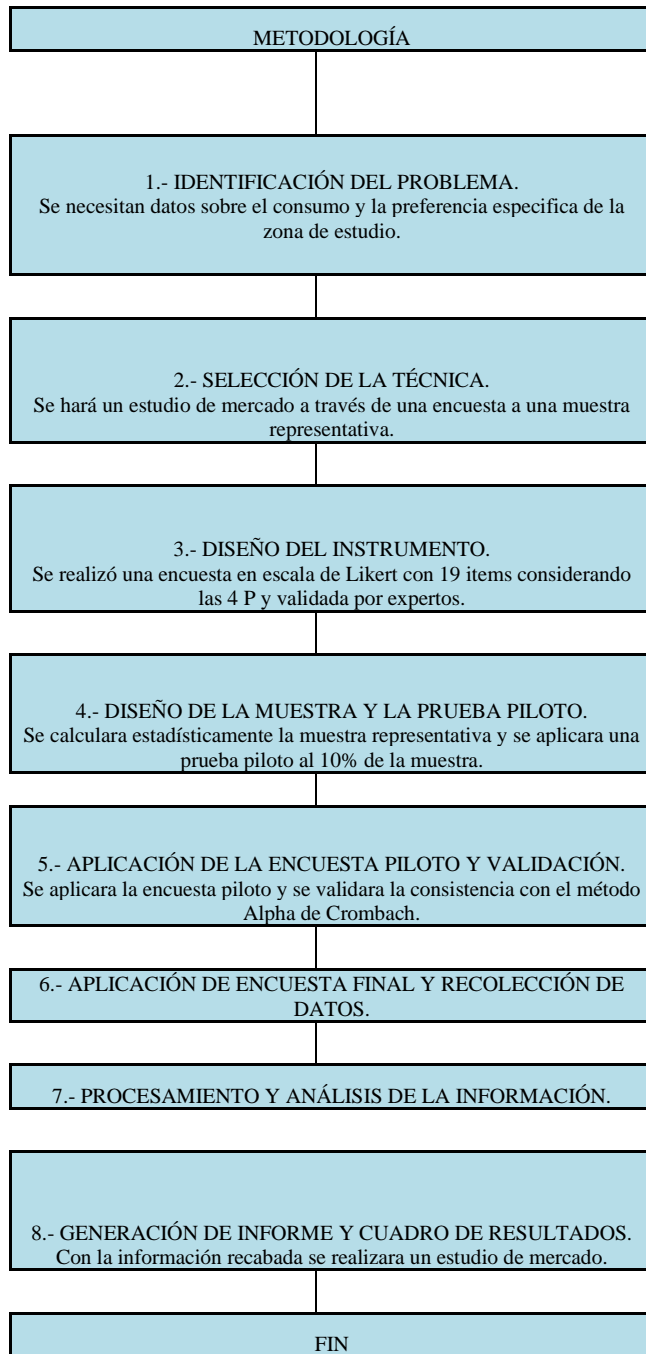 METODOLOGÍA
1.- IDENTIFICACIÓN DEL PROBLEMA.
Se necesitan datos sobre el consumo y la preferencia especifica de la
zona de estudio.
2.- SELECCIÓN DE LA TÉCNICA.
Se hará un estudio de mercado a través de una encuesta a una muestra
representativa.
3.- DISEÑO DEL INSTRUMENTO.
Se realizó una encuesta en escala de Likert con 19 items considerando
las 4 P y validada por expertos.
4.- DISEÑO DE LA MUESTRA Y LA PRUEBA PILOTO.
Se calculara estadísticamente la muestra representativa y se aplicara una
prueba piloto al 10% de la muestra.
5.- APLICACIÓN DE LA ENCUESTA PILOTO Y VALIDACIÓN.
Se aplicara la encuesta piloto y se validara la consistencia con el método
Alpha de Crombach.
6.- APLICACIÓN DE ENCUESTA FINAL Y RECOLECCIÓN DE
DATOS.
7.- PROCESAMIENTO Y ANÁLISIS DE LA INFORMACIÓN.
8.- GENERACIÓN DE INFORME Y CUADRO DE RESULTADOS.
Con la información recabada se realizara un estudio de mercado.
FIN